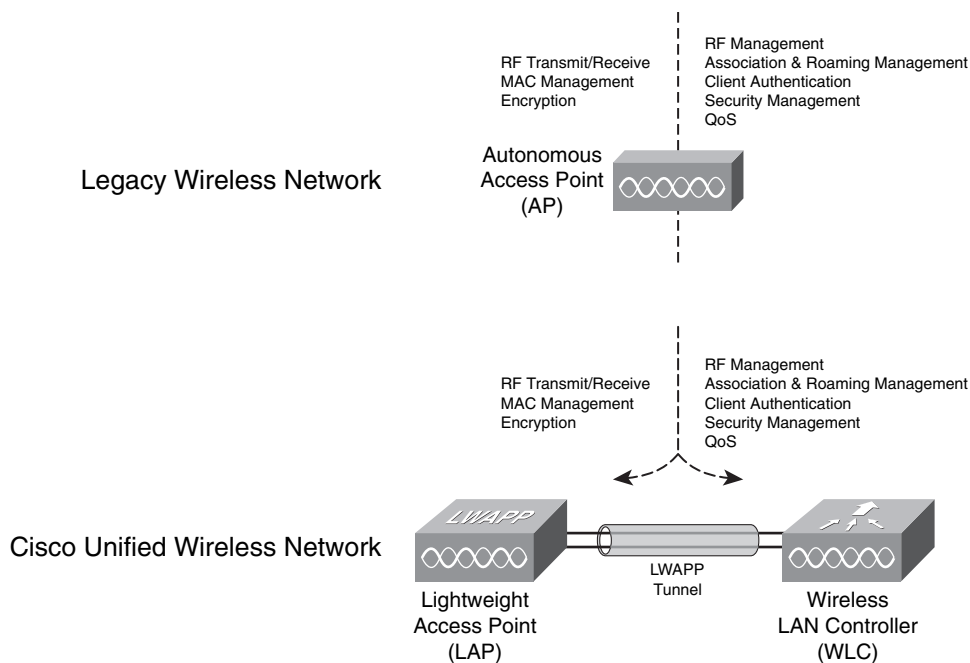 RF Transmit/Receive
MAC Management
Encryption
RF Management
Association & Roaming Management
Client Authentication
Security Management
QoS
Legacy Wireless Network
Autonomous
Access Point
(AP)
RF Transmit/Receive
MAC Management
Encryption
RF Management
Association & Roaming Management
Client Authentication
Security Management
QoS
Cisco Unified Wireless Network
LWAPP
LWAPP
Tunnel
Lightweight
Access Point
(LAP)
Wireless
LAN Controller
(WLC)